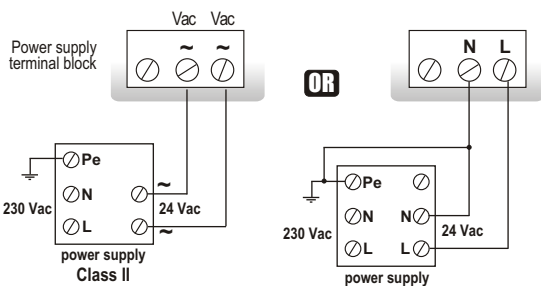 Vac Vac
Power supply
terminal block
~ ~
Pe
N
L
230 Vac
~
24 Vac
~
power supply
Class II
OR
N L
Pe
N N
L L
230 Vac
24 Vac
power supply